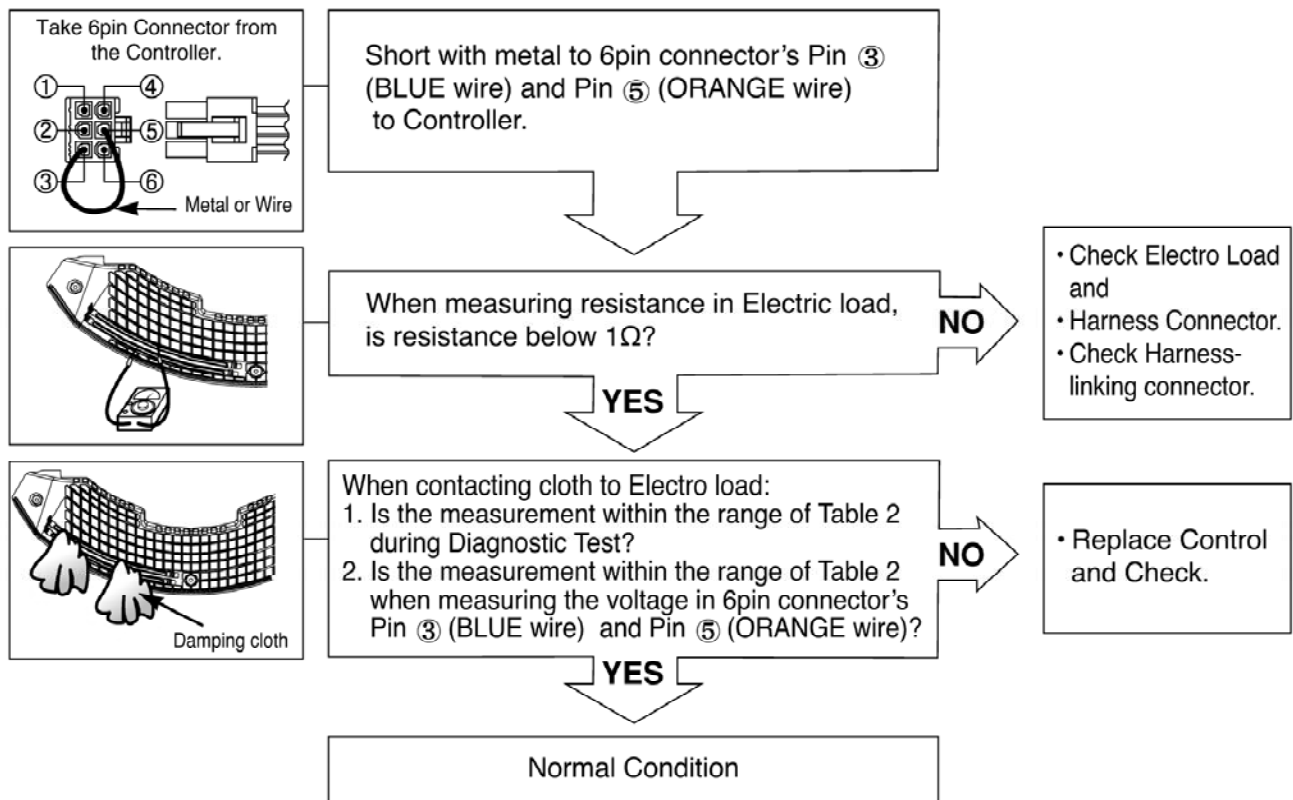 Take 6pin Connector from
the Controller.
①
④
②
⑤
③
⑥
Metal or Wire
Short with metal to 6pin connector's Pin ③
(BLUE wire) and Pin ⑤ (ORANGE wire)
to Controller.
When measuring resistance in Electric load,
is resistance below 1Ω?
NO
• Check Electro Load
and
• Harness Connector.
• Check Harness-
linking connector.
YES
Damping cloth
When contacting cloth to Electro load:
1. Is the measurement within the range of Table 2
during Diagnostic Test?
2. Is the measurement within the range of Table 2
when measuring the voltage in 6pin connector's
Pin ③ (BLUE wire) and Pin ⑤ (ORANGE wire)?
NO
• Replace Control
and Check.
YES
Normal Condition